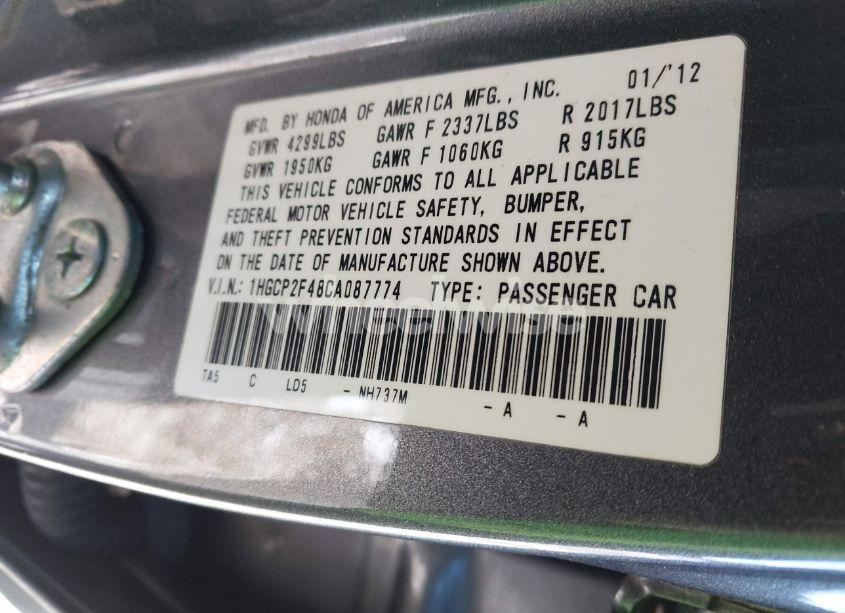 MFD. BY HONDA OF AMERICA MFG., INC. 01/'12
GVWR 4299LBS GAWR F 2337LBS R 2017LBS
GVWR 1950KG GAWR F 1060KG R 915KG
THIS VEHICLE CONFORMS TO ALL APPLICABLE
FEDERAL MOTOR VEHICLE SAFETY, BUMPER,
AND THEFT PREVENTION STANDARDS IN EFFECT
ON THE DATE OF MANUFACTURE SHOWN ABOVE.
V.I.N.: 1HGCP2F48CA087774 TYPE: PASSENGER CAR
wheelwise
TA5 C LD5 - NH737M - A - A